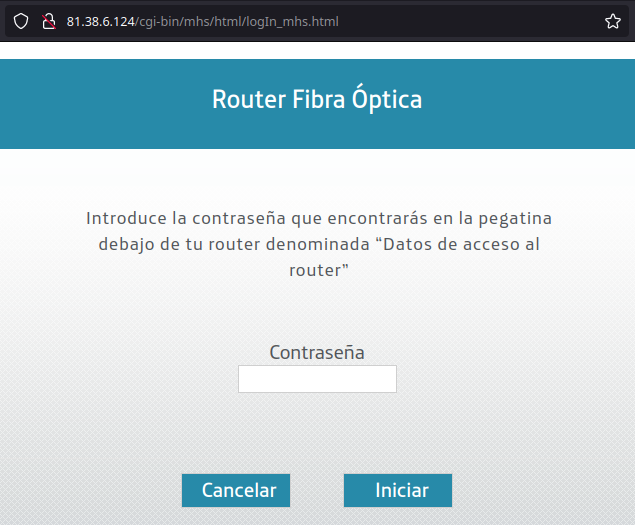 81.38.6.124/cgi-bin/mhs/html/logIn_mhs.html
Router Fibra Óptica
Introduce la contraseña que encontrarás en la pegatina
debajo de tu router denominada “Datos de acceso al
router”
Contraseña
Cancelar
Iniciar